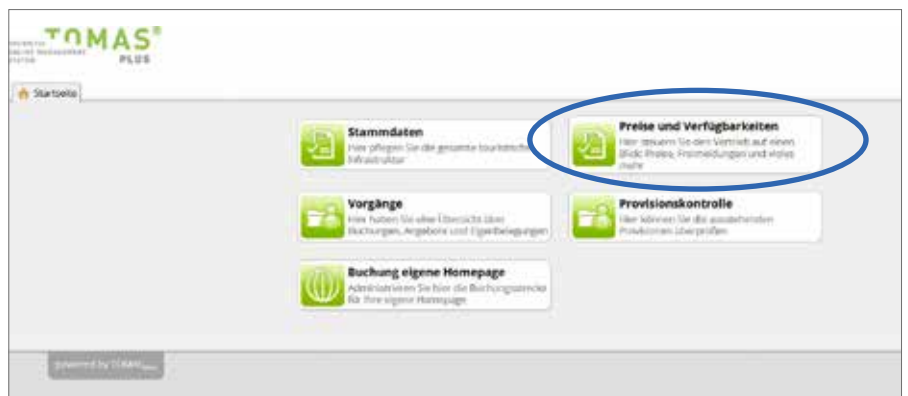 TOMAS®
PLUS
Startseite
Stammdaten
Hier pflegen Sie die gesamte touristische
Infrastruktur
Preise und Verfügbarkeiten
Hier steuern Sie den Vertrieb auf einen
Blick: Preise, Freimeldungen und vieles
mehr
Vorgänge
Hier haben Sie eine Übersicht über
Buchungen, Angebote und Eigenbelegungen
Provisionskontrolle
Hier können Sie die ausstehenden
Provisionen überprüfen
Buchung eigene Homepage
Administrieren Sie hier die Buchungsstrecke
für Ihre eigene Homepage
powered by TOMAS